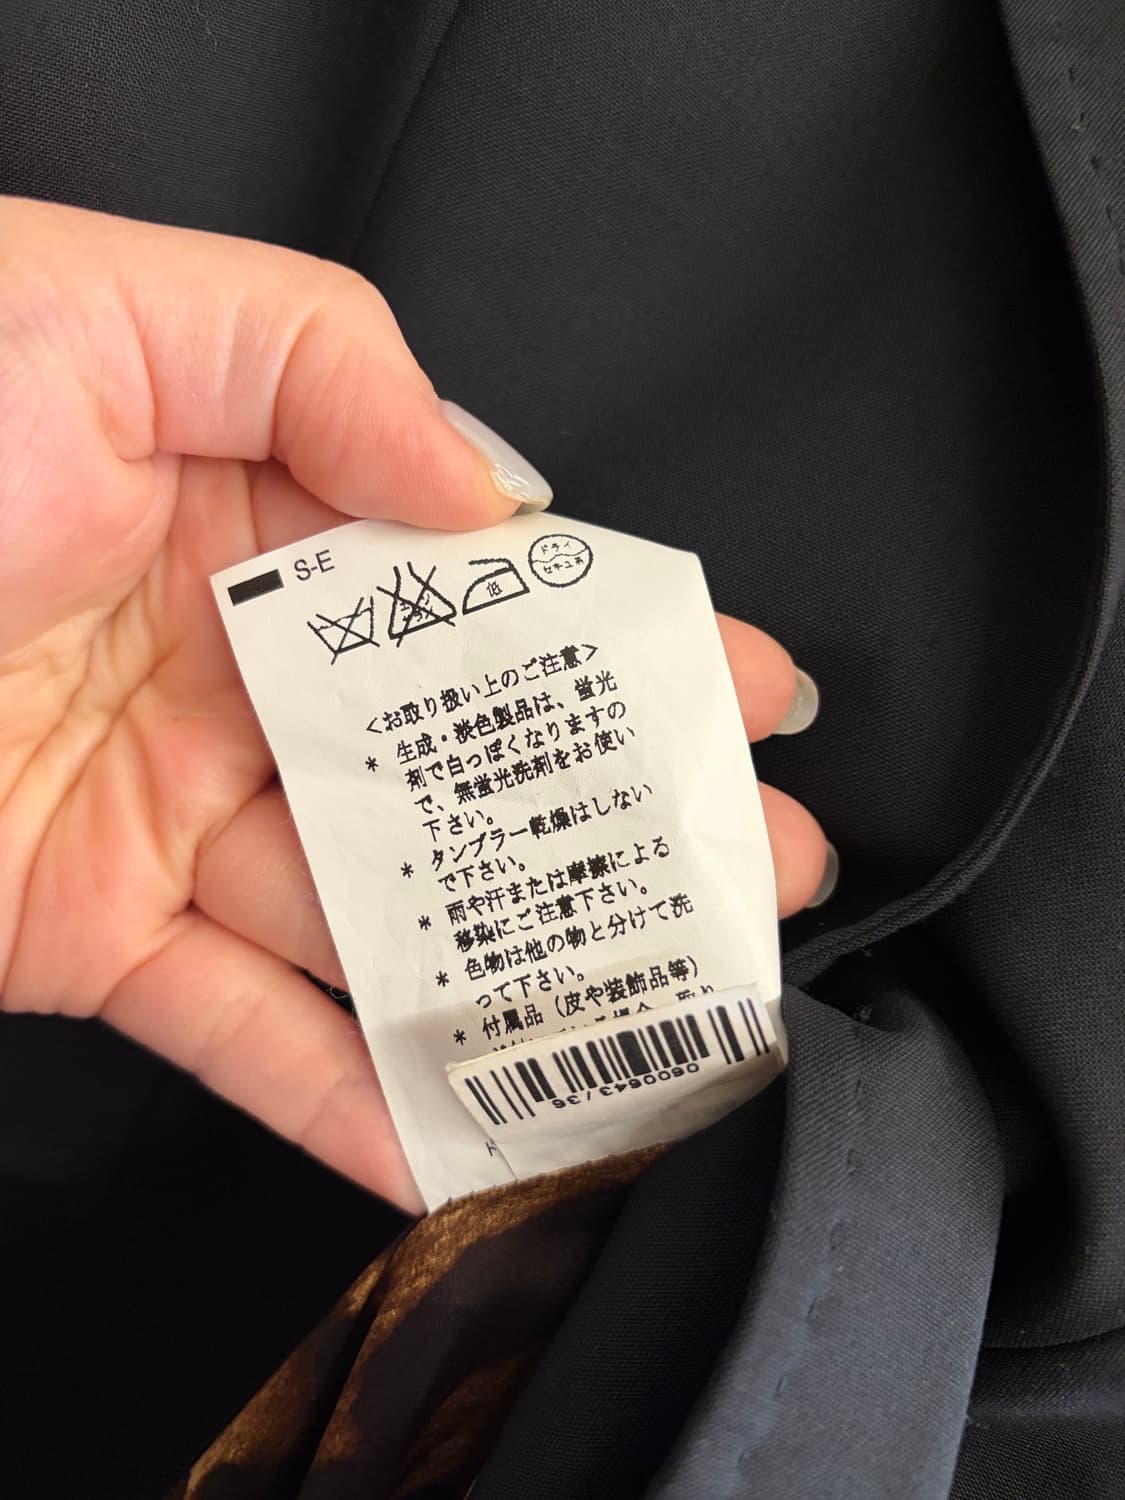 S-E
低
ドライ
セキユ系
<お取り扱い上のご注意>
* 生成・淡色製品は、蛍光
剤で白っぽくなりますの
で、無蛍光洗剤をお使い
下さい。
* タンブラー乾燥はしない
で下さい。
* 雨や汗または摩擦による
移染にご注意下さい。
* 色物は他の物と分けて洗
って下さい。
* 付属品（皮や装飾品等）
0600643/36
ド